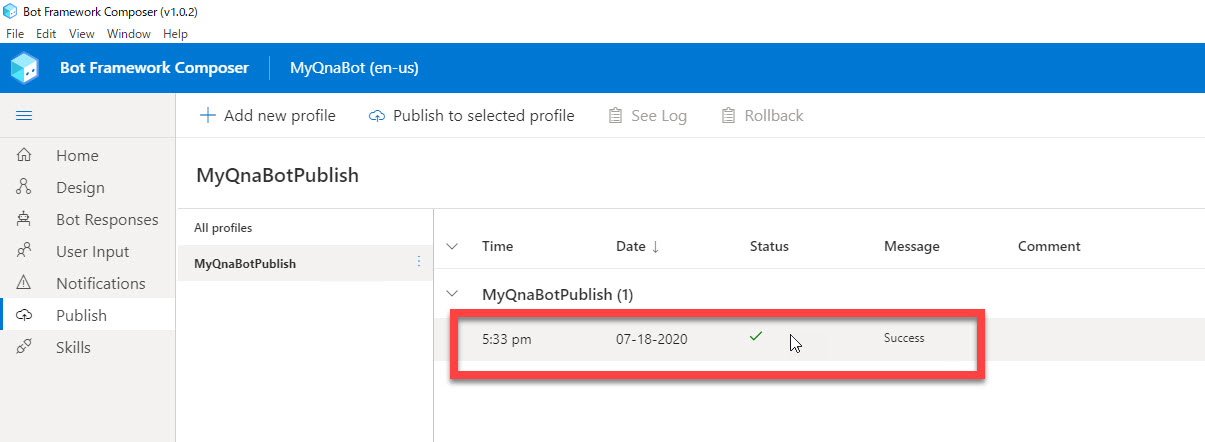 Bot Framework Composer (v1.0.2)
File Edit View Window Help
Bot Framework Composer MyQnaBot (en-us)
Add new profile Publish to selected profile See Log Rollback
Home
Design
Bot Responses
User Input
Notifications
Publish
Skills
MyQnaBotPublish
All profiles
MyQnaBotPublish
Time Date ↓ Status Message Comment
MyQnaBotPublish (1)
5:33 pm 07-18-2020 Success